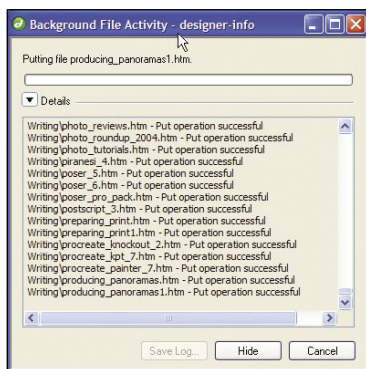 Background File Activity - designer-info
Putting file producing_panoramas1.htm.
Details
Writing\photo_reviews.htm - Put operation successful
Writing\photo_roundup_2004.htm - Put operation successful
Writing\photo_tutorials.htm - Put operation successful
Writing\piranesi_4.htm - Put operation successful
Writing\poser_5.htm - Put operation successful
Writing\poser_6.htm - Put operation successful
Writing\poser_pro_pack.htm - Put operation successful
Writing\postscript_3.htm - Put operation successful
Writing\preparing_print.htm - Put operation successful
Writing\preparing_print1.htm - Put operation successful
Writing\procreate_knockout_2.htm - Put operation successful
Writing\procreate_kpt_7.htm - Put operation successful
Writing\procreate_painter_7.htm - Put operation successful
Writing\producing_panoramas.htm - Put operation successful
Writing\producing_panoramas1.htm - Put operation successful
Save Log... Hide Cancel